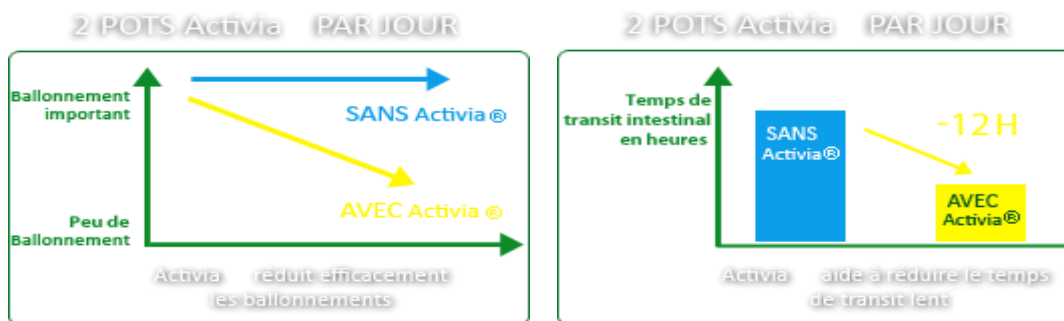 2 POTS Activia PAR JOUR
Ballonnement
important
SANS Activia®
AVEC Activia®
Peu de
Ballonnement
Activia réduit efficacement
les ballonnements
2 POTS Activia PAR JOUR
Temps de
transit intestinal
en heures
SANS
Activia®
-12H
AVEC
Activia®
Activia aide à réduire le temps
de transit lent